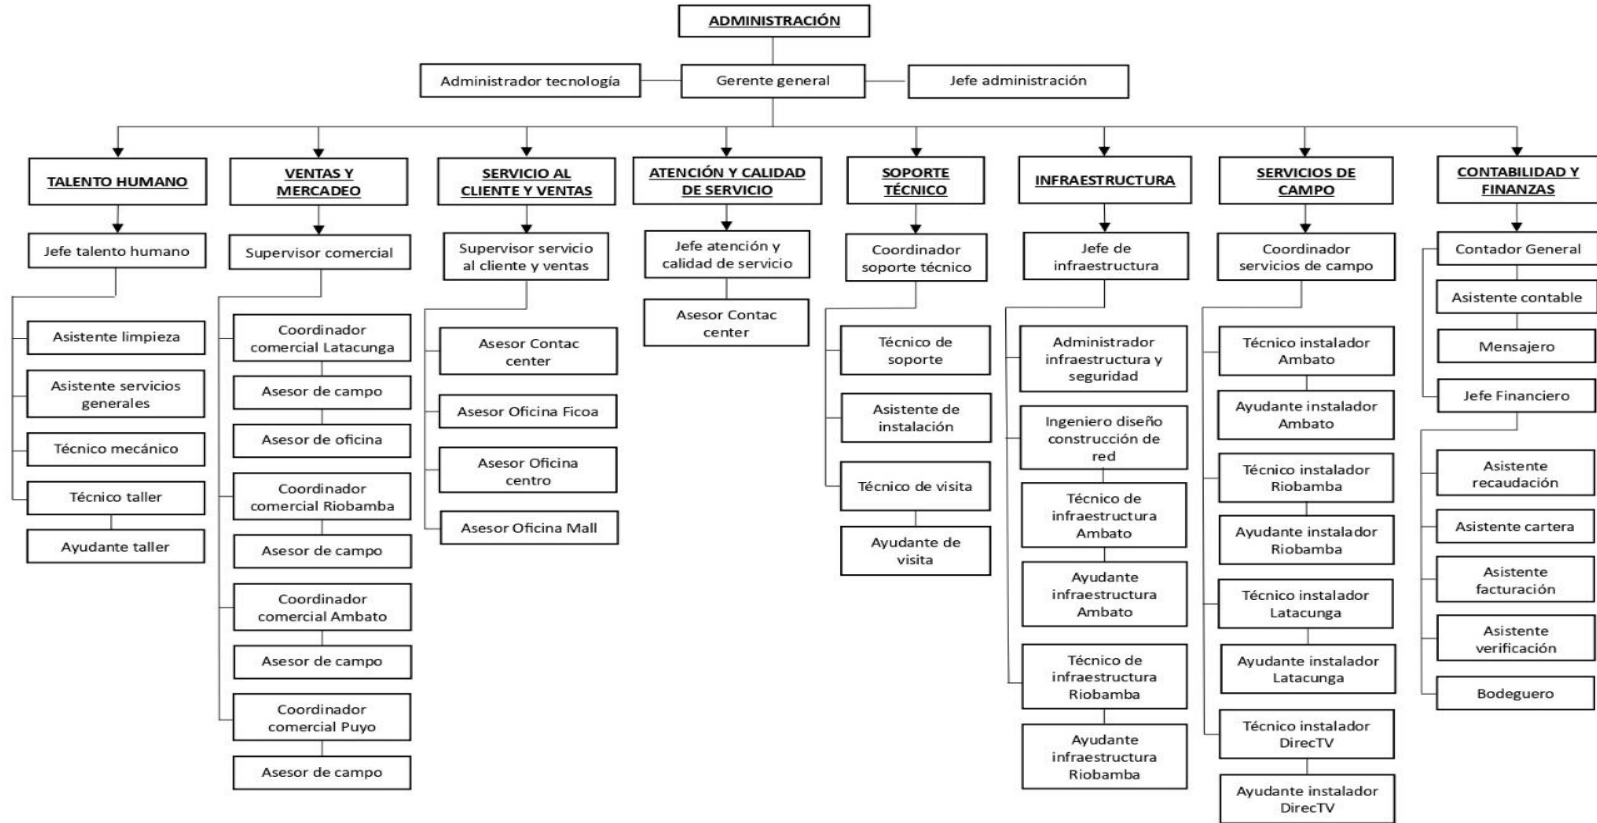 ADMINISTRACIÓN
Administrador tecnología
Gerente general
Jefe administración
TALENTO HUMANO
Jefe talento humano
Asistente limpieza
Asistente servicios
generales
Técnico mecánico
Técnico taller
Ayudante taller
VENTAS Y
MERCADEO
Supervisor comercial
Coordinador
comercial Latacunga
Asesor de campo
Asesor de oficina
Coordinador
comercial Riobamba
Asesor de campo
Coordinador
comercial Ambato
Asesor de campo
Coordinador
comercial Puyo
Asesor de campo
SERVICIO AL
CLIENTE Y VENTAS
Supervisor servicio
al cliente y ventas
Asesor Contac
center
Asesor Oficina Ficoa
Asesor Oficina
centro
Asesor Oficina Mall
ATENCIÓN Y CALIDAD
DE SERVICIO
Jefe atención y
calidad de servicio
Asesor Contac
center
SOPORTE
TÉCNICO
Coordinador
soporte técnico
Técnico de
soporte
Asistente de
instalación
Técnico de visita
Ayudante de
visita
INFRAESTRUCTURA
Jefe de
infraestructura
Administrador
infraestructura y
seguridad
Ingeniero diseño
construcción de
red
Técnico de
infraestructura
Ambato
Ayudante
infraestructura
Ambato
Técnico de
infraestructura
Riobamba
Ayudante
infraestructura
Riobamba
SERVICIOS DE
CAMPO
Coordinador
servicios de campo
Técnico instalador
Ambato
Ayudante instalador
Ambato
Técnico instalador
Riobamba
Ayudante instalador
Riobamba
Técnico instalador
Latacunga
Ayudante instalador
Latacunga
Técnico instalador
DirecTV
Ayudante instalador
DirecTV
CONTABILIDAD Y
FINANZAS
Contador General
Asistente contable
Mensajero
Jefe Financiero
Asistente
recaudación
Asistente cartera
Asistente
facturación
Asistente
verificación
Bodeguero